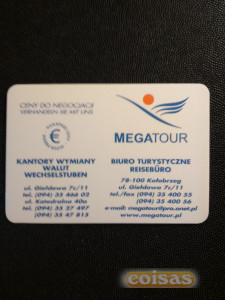 CENY DO NEGOCJACJI
VERHANDELN SIE MIT UNS
KANTORY WYMIANY
WALUT
WECHSELSTUBEN
ul. Giełdowa 7c/11
tel. (094) 35 466 02
ul. Katedralna 40a
tel. (094) 35 27 497
(094) 35 47 815
MEGATOUR
BIURO TURYSTYCZNE
REISEBÜRO
78-100 Kołobrzeg
ul. Giełdowa 7c/11
tel./fax (094) 35 400 55
(094) 35 400 56
e-mail: megatour@pro.onet.pl
www.megatour.pl
coisas